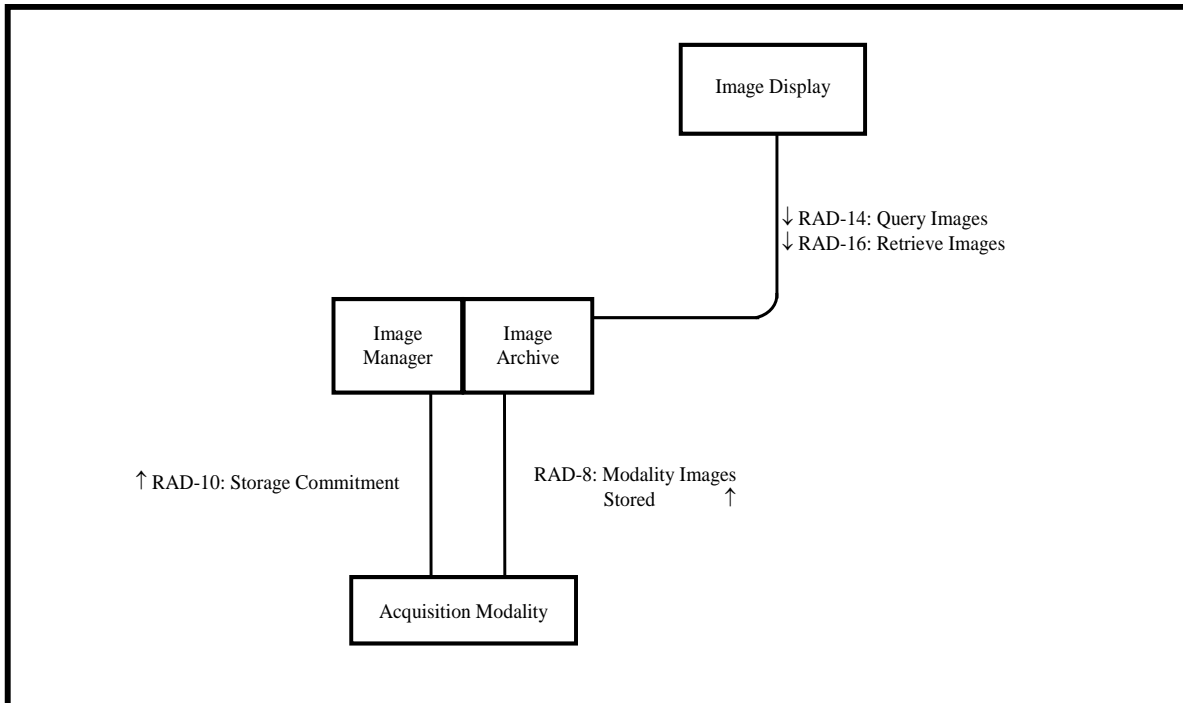 Image Display
↓ RAD-14: Query Images
↓ RAD-16: Retrieve Images
Image
Manager
Image
Archive
↑ RAD-10: Storage Commitment
RAD-8: Modality Images
Stored ↑
Acquisition Modality